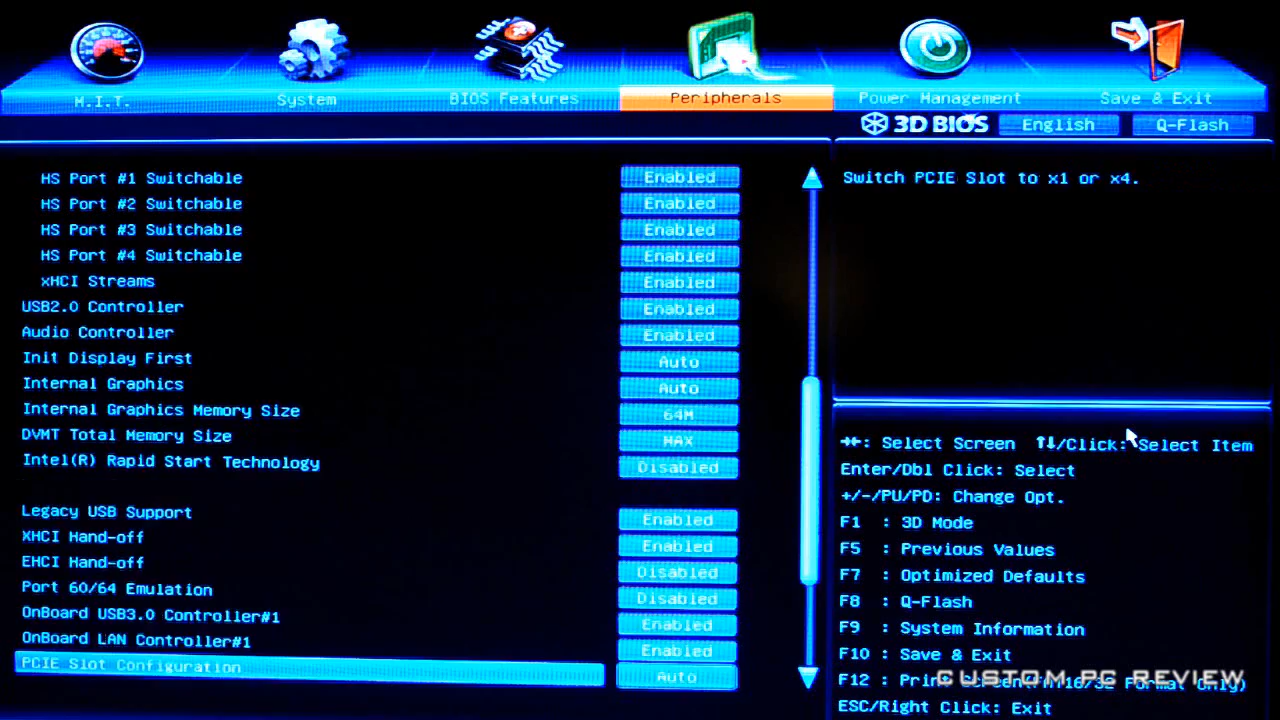 M.I.T.
System
BIOS Features
Peripherals
Power Management
Save & Exit
3D BIOS
English
Q-Flash
HS Port #1 Switchable Enabled
HS Port #2 Switchable Enabled
HS Port #3 Switchable Enabled
HS Port #4 Switchable Enabled
xHCI Streams Enabled
USB2.0 Controller Enabled
Audio Controller Enabled
Init Display First Auto
Internal Graphics Auto
Internal Graphics Memory Size 64M
DVMT Total Memory Size MAX
Intel(R) Rapid Start Technology Disabled
Legacy USB Support Enabled
XHCI Hand-off Enabled
EHCI Hand-off Disabled
Port 60/64 Emulation Disabled
OnBoard USB3.0 Controller#1 Enabled
OnBoard LAN Controller#1 Enabled
PCIE Slot Configuration Auto
Switch PCIE Slot to x1 or x4.
→←: Select Screen ↑↓/Click: Select Item
Enter/Dbl Click: Select
+/-/PU/PD: Change Opt.
F1 : 3D Mode
F5 : Previous Values
F7 : Optimized Defaults
F8 : Q-Flash
F9 : System Information
F10 : Save & Exit
F12 : Print Screen(FAT16/32 Format Only)
ESC/Right Click: Exit
CUSTOM PC REVIEW